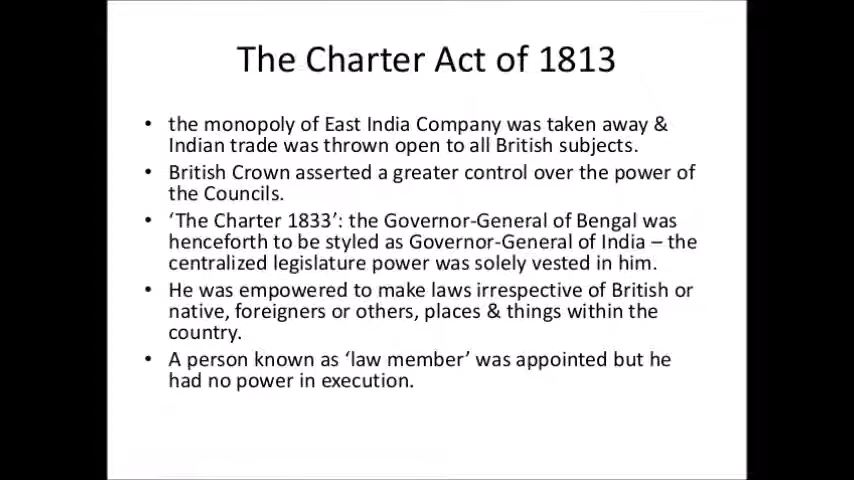 The Charter Act of 1813
• the monopoly of East India Company was taken away &
Indian trade was thrown open to all British subjects.
• British Crown asserted a greater control over the power of
the Councils.
• ‘The Charter 1833’: the Governor-General of Bengal was
henceforth to be styled as Governor-General of India – the
centralized legislature power was solely vested in him.
• He was empowered to make laws irrespective of British or
native, foreigners or others, places & things within the
country.
• A person known as ‘law member’ was appointed but he
had no power in execution.